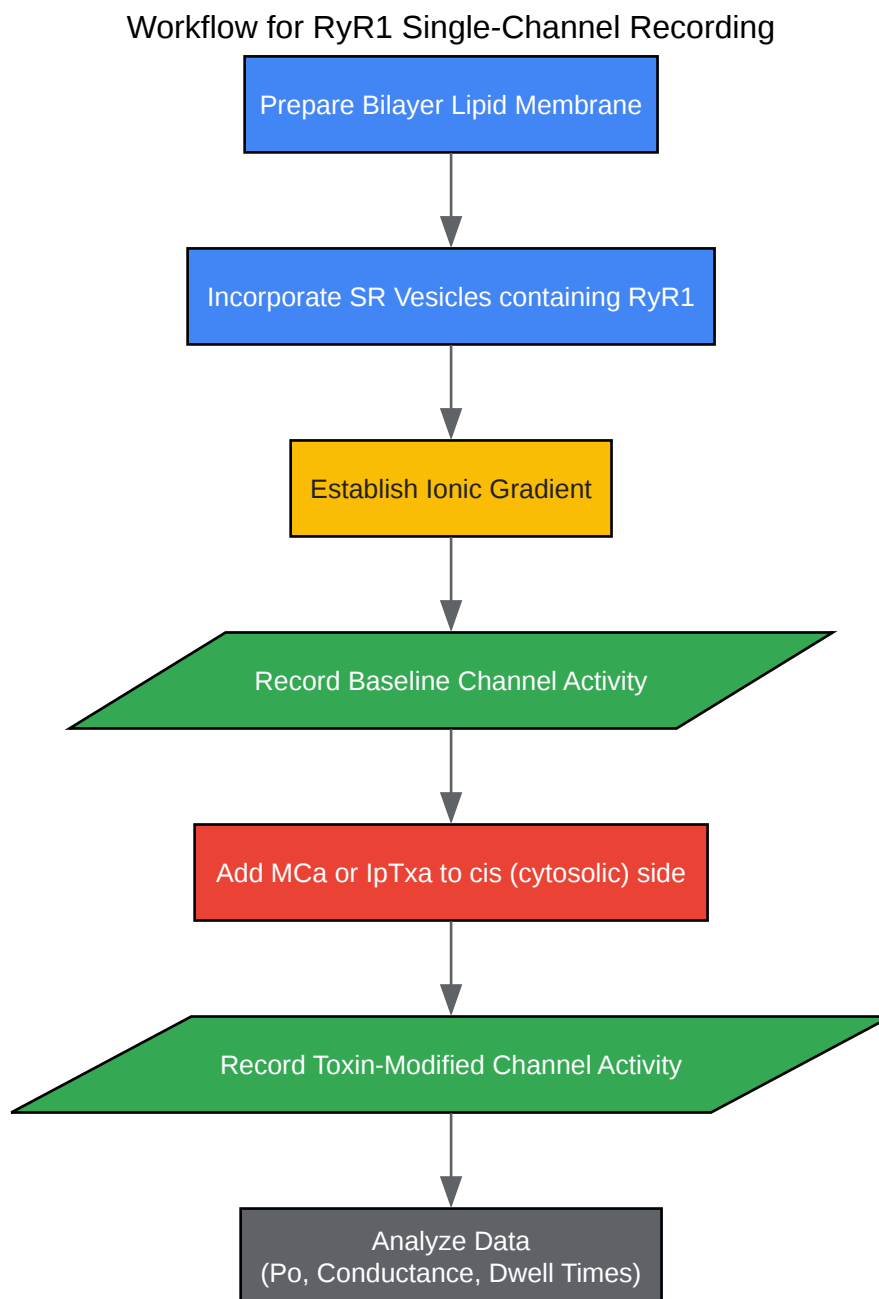 Workflow for RyR1 Single-Channel Recording
Prepare Bilayer Lipid Membrane
Incorporate SR Vesicles containing RyR1
Establish Ionic Gradient
Record Baseline Channel Activity
Add MCa or IpTxa to cis (cytosolic) side
Record Toxin-Modified Channel Activity
Analyze Data
(Po, Conductance, Dwell Times)